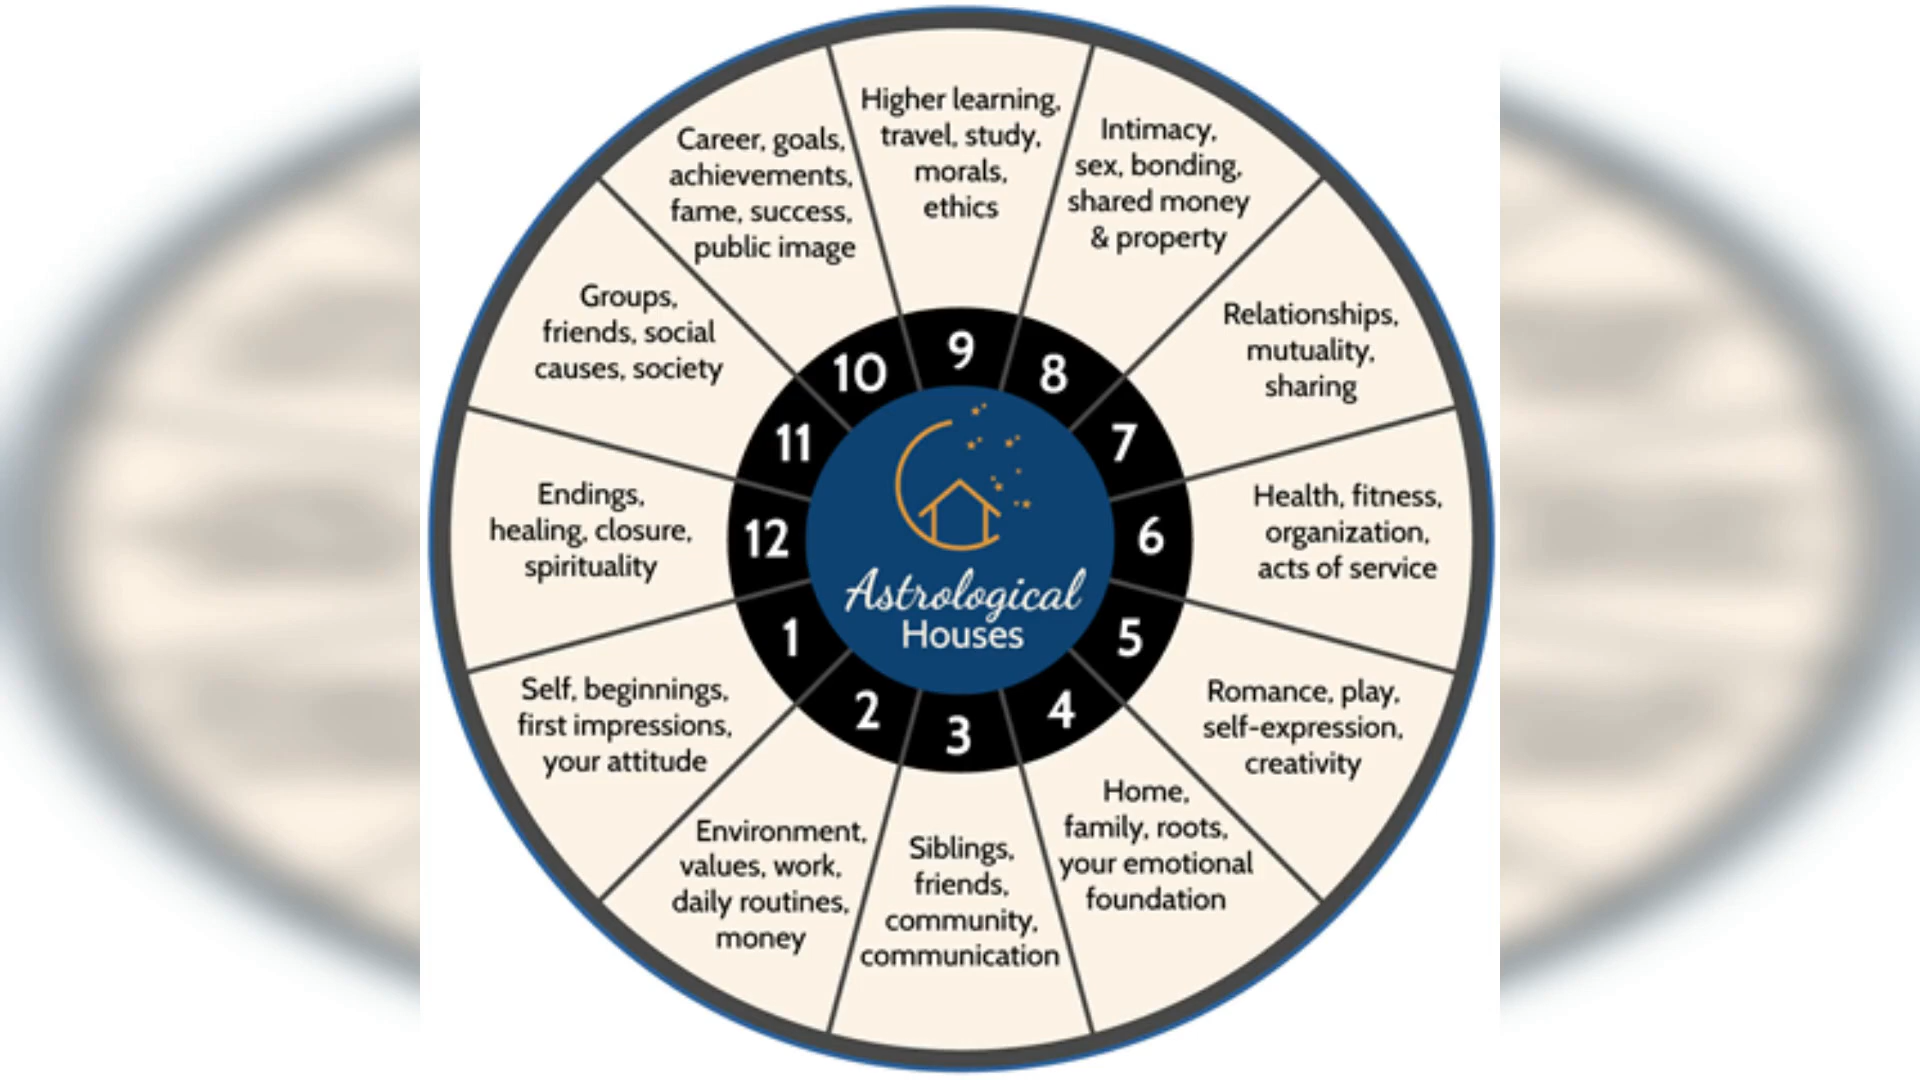 Higher learning,
travel, study,
morals,
ethics
Intimacy,
sex, bonding,
shared money
& property
Relationships,
mutuality,
sharing
Health, fitness,
organization,
acts of service
Romance, play,
self-expression,
creativity
Home,
family, roots,
your emotional
foundation
Siblings,
friends,
community,
communication
Environment,
values, work,
daily routines,
money
Self, beginnings,
first impressions,
your attitude
Endings,
healing, closure,
spirituality
Groups,
friends, social
causes, society
Career, goals,
achievements,
fame, success,
public image
9
8
7
6
5
4
3
2
1
12
11
10
Astrological
Houses